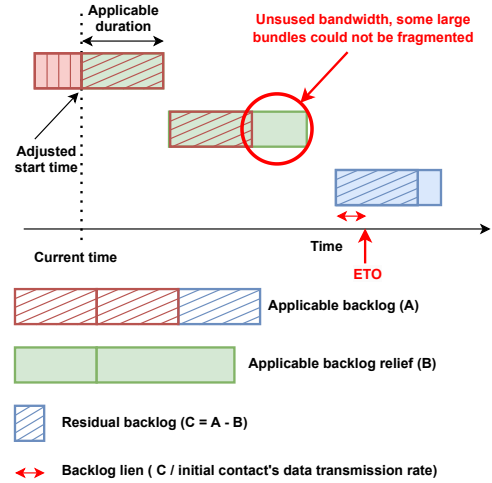 Applicable
duration
Unsused bandwidth, some large
bundles could not be fragmented
Adjusted
start time
Current time
Time
ETO
Applicable backlog (A)
Applicable backlog relief (B)
Residual backlog (C = A - B)
Backlog lien ( C / initial contact's data transmission rate)